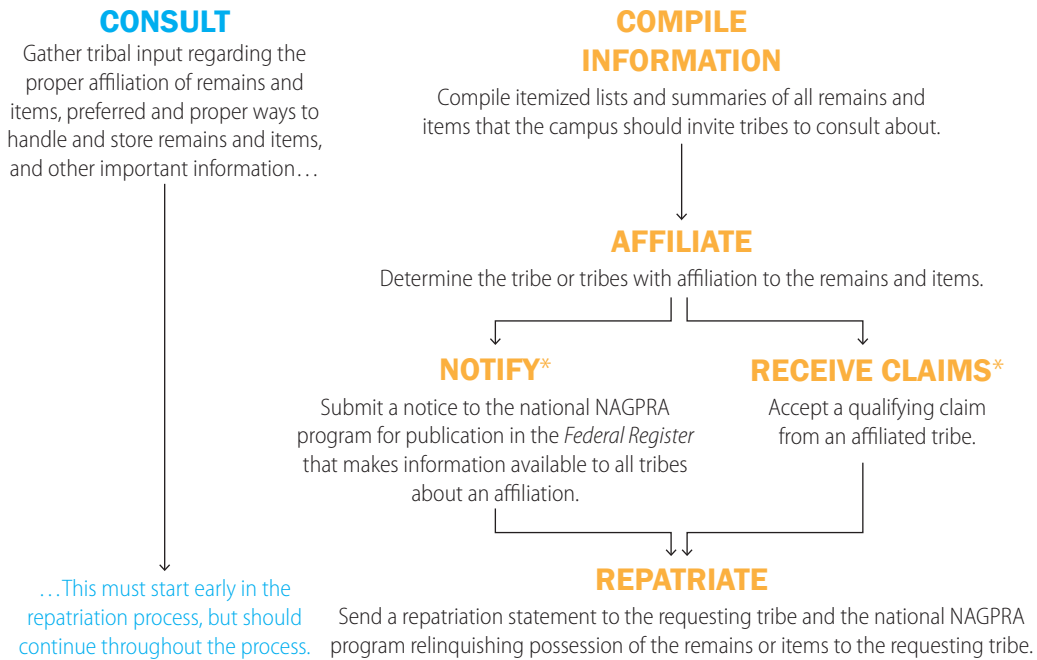 CONSULT
Gather tribal input regarding the
proper affiliation of remains and
items, preferred and proper ways to
handle and store remains and items,
and other important information…
…This must start early in the
repatriation process, but should
continue throughout the process.
COMPILE
INFORMATION
Compile itemized lists and summaries of all remains and
items that the campus should invite tribes to consult about.
AFFILIATE
Determine the tribe or tribes with affiliation to the remains and items.
NOTIFY*
Submit a notice to the national NAGPRA
program for publication in the Federal Register
that makes information available to all tribes
about an affiliation.
RECEIVE CLAIMS*
Accept a qualifying claim
from an affiliated tribe.
REPATRIATE
Send a repatriation statement to the requesting tribe and the national NAGPRA
program relinquishing possession of the remains or items to the requesting tribe.